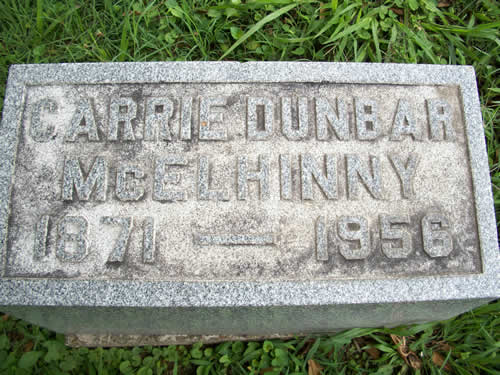 CARRIE DUNBAR
McELHINNY
1871 — 1956